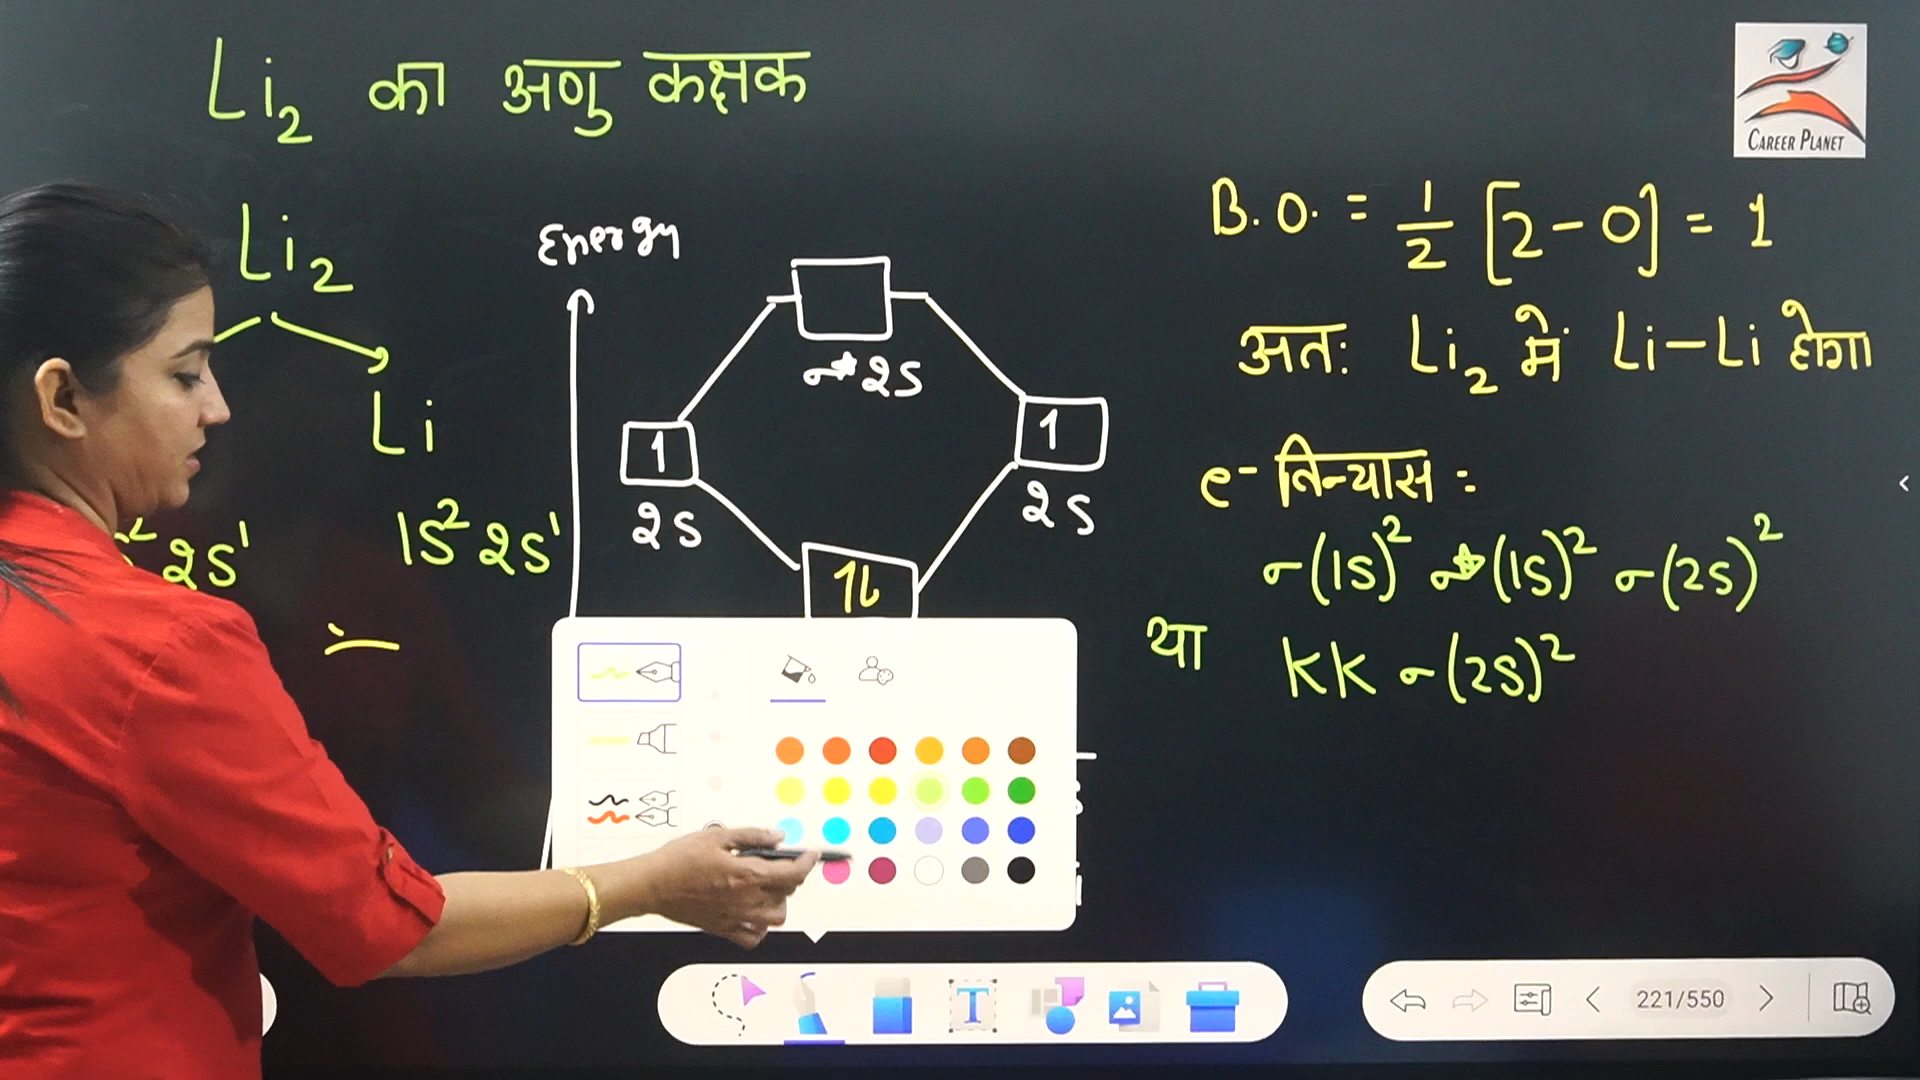 Li₂ का अणु कक्षक
CAREER PLANET
Li₂
Li
2s¹
1s² 2s¹
Energy
σ* 2s
1
2s
1
2s
1⇂
B.O. = 1/2 [2 - 0] = 1
अतः Li₂ में Li-Li होगा
e⁻ विन्यास :
σ(1s)² σ*(1s)² σ(2s)²
या KK σ(2s)²
T
221/550